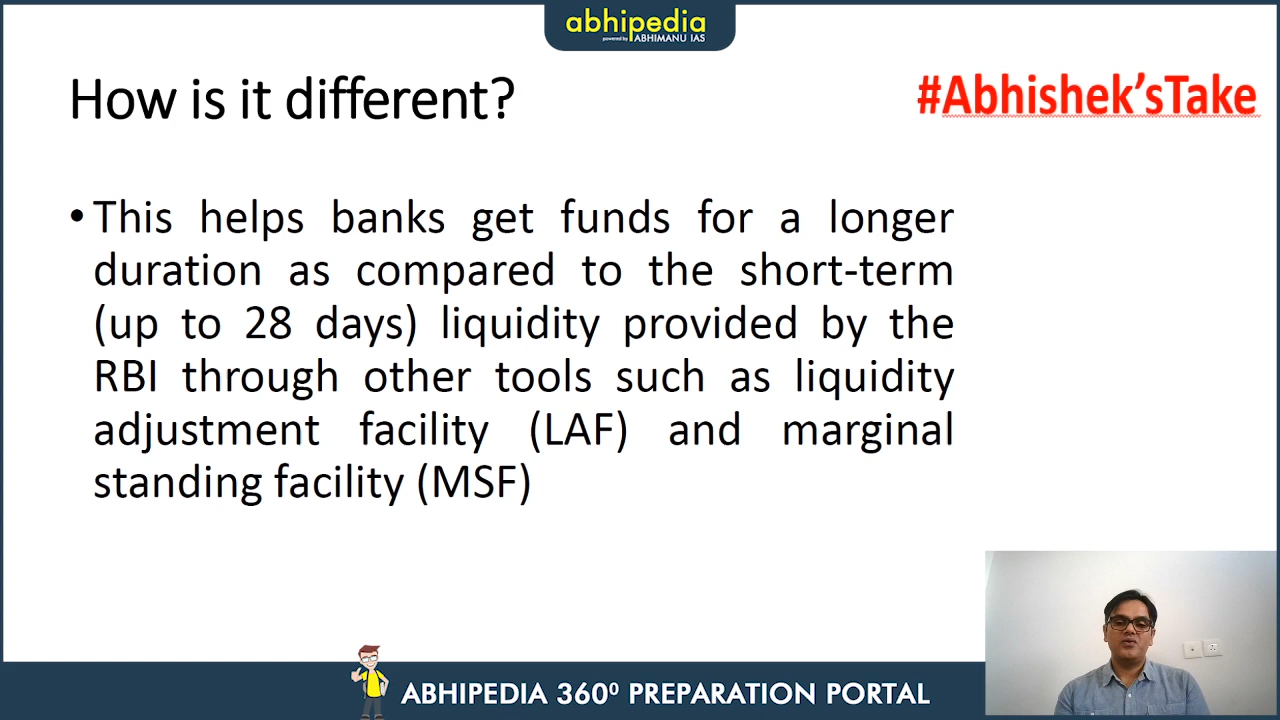 abhipedia
powered by ABHIMANU IAS
How is it different?
#Abhishek'sTake
• This helps banks get funds for a longer
duration as compared to the short-term
(up to 28 days) liquidity provided by the
RBI through other tools such as liquidity
adjustment facility (LAF) and marginal
standing facility (MSF)
ABHIPEDIA 360⁰ PREPARATION PORTAL